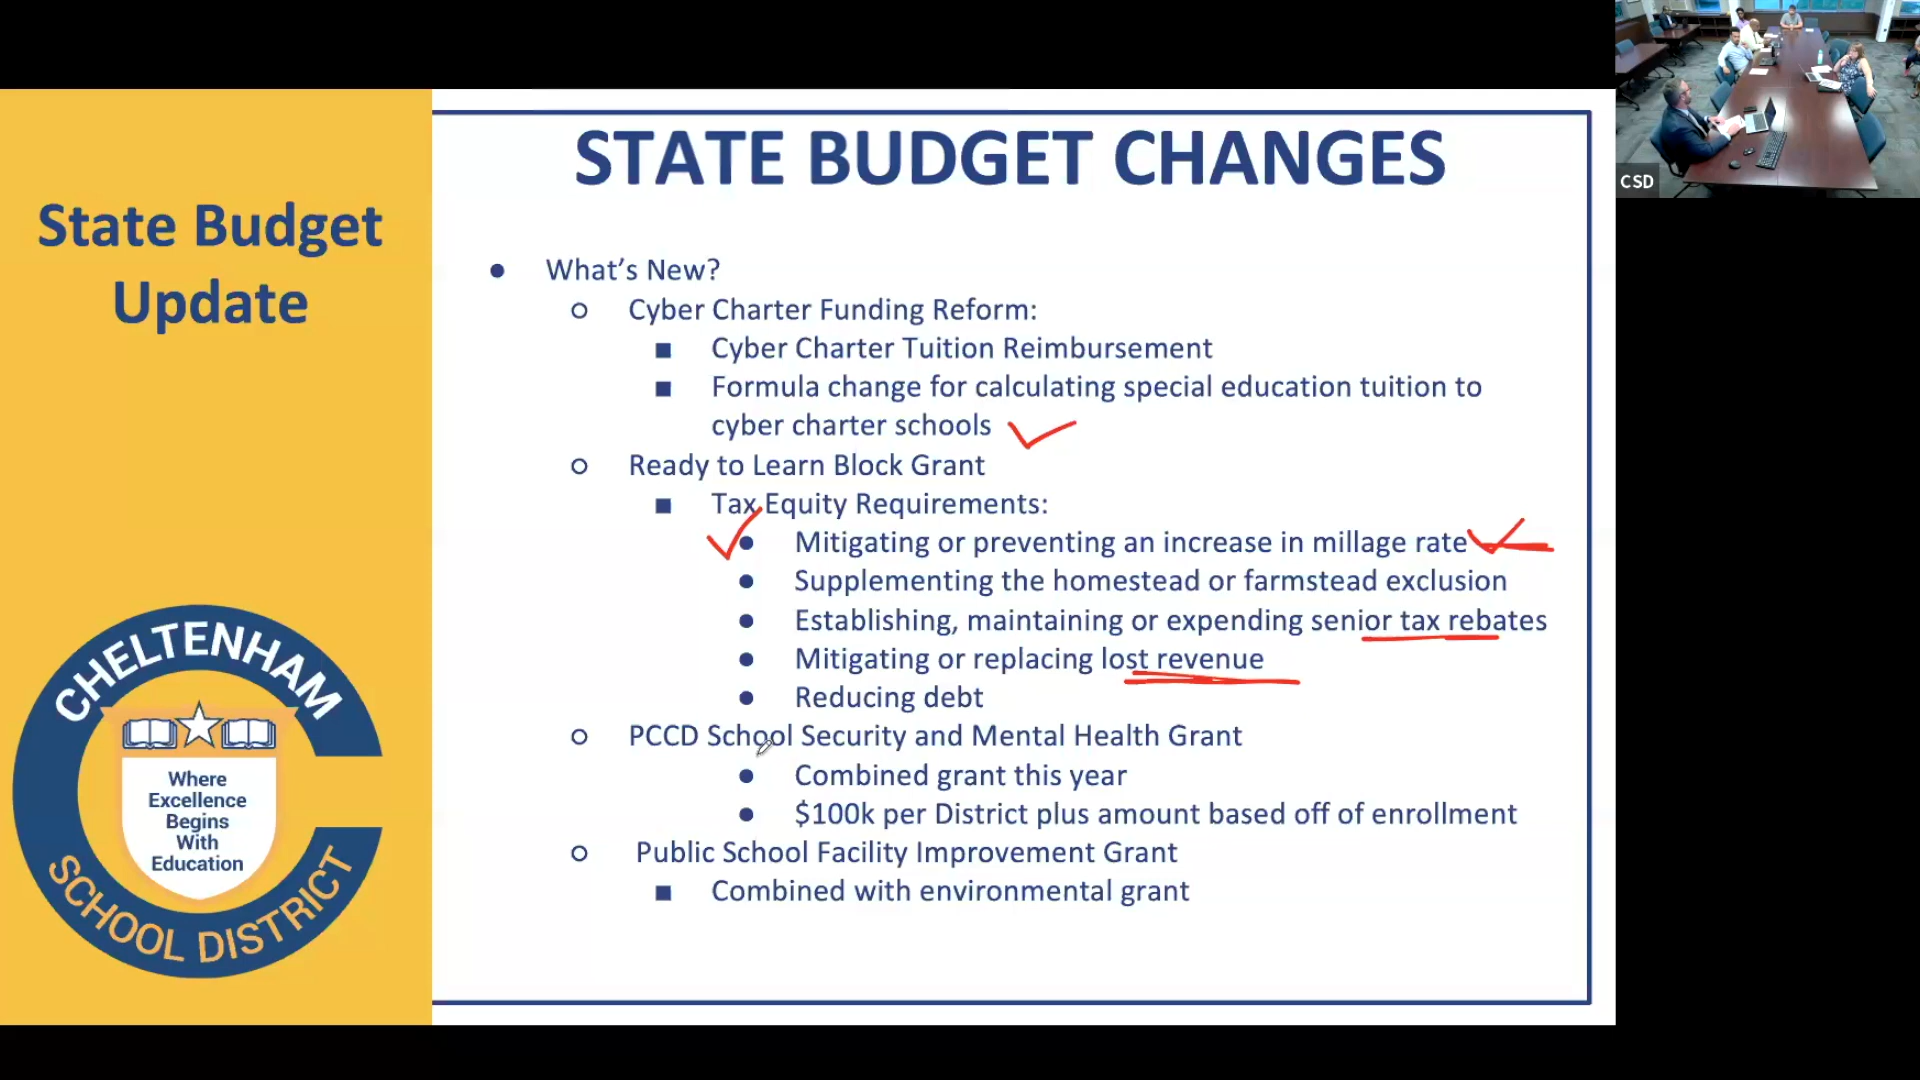 CSD
State Budget
Update
STATE BUDGET CHANGES
What's New?
Cyber Charter Funding Reform:
Cyber Charter Tuition Reimbursement
Formula change for calculating special education tuition to
cyber charter schools
Ready to Learn Block Grant
Tax Equity Requirements:
Mitigating or preventing an increase in millage rate
Supplementing the homestead or farmstead exclusion
Establishing, maintaining or expending senior tax rebates
Mitigating or replacing lost revenue
Reducing debt
PCCD School Security and Mental Health Grant
Combined grant this year
$100k per District plus amount based off of enrollment
Public School Facility Improvement Grant
Combined with environmental grant
CHELTENHAM
Where
Excellence
Begins
With
Education
SCHOOL DISTRICT